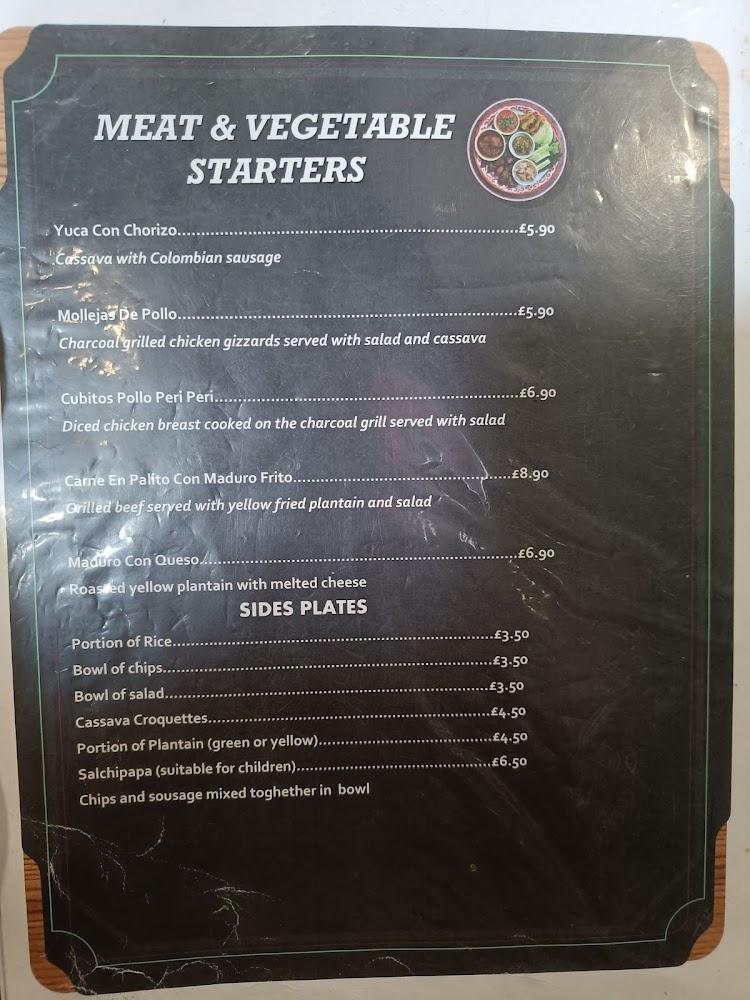 MEAT & VEGETABLE
STARTERS
Yuca Con Chorizo.......................................................................£5.90
Cassava with Colombian sausage
Mollejas De Pollo.......................................................................£5.90
Charcoal grilled chicken gizzards served with salad and cassava
Cubitos Pollo Peri Peri...............................................................£6.90
Diced chicken breast cooked on the charcoal grill served with salad
Carne En Palito Con Maduro Frito.............................................£8.90
Grilled beef served with yellow fried plantain and salad
Maduro Con Queso...................................................................£6.90
Roasted yellow plantain with melted cheese
SIDES PLATES
Portion of Rice...................................................................£3.50
Bowl of chips.....................................................................£3.50
Bowl of salad.....................................................................£3.50
Cassava Croquettes...........................................................£4.50
Portion of Plantain (green or yellow)...................................£4.50
Salchipapa (suitable for children).......................................£6.50
Chips and sausage mixed toghether in bowl